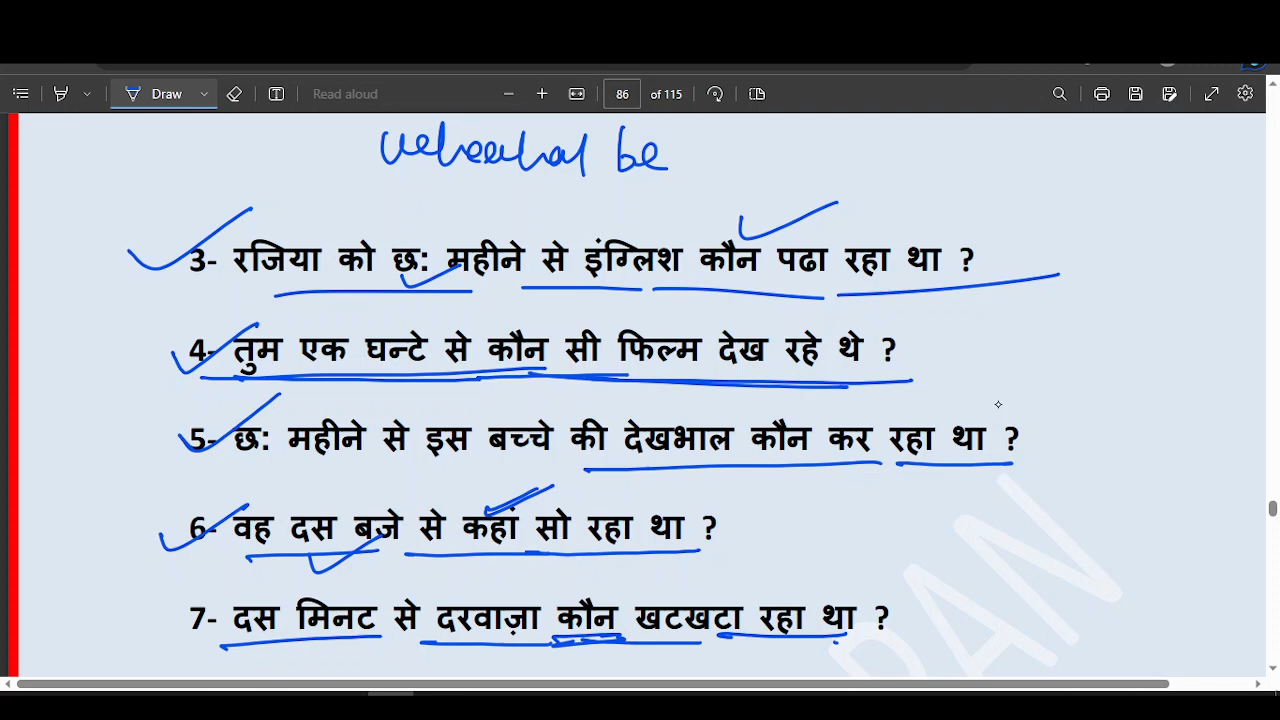 Draw
Read aloud
86 of 115
be
3- रजिया को छ: महीने से इंग्लिश कौन पढा रहा था ?
4- तुम एक घन्टे से कौन सी फिल्म देख रहे थे ?
5- छ: महीने से इस बच्चे की देखभाल कौन कर रहा था ?
6- वह दस बजे से कहां सो रहा था ?
7- दस मिनट से दरवाज़ा कौन खटखटा रहा था ?